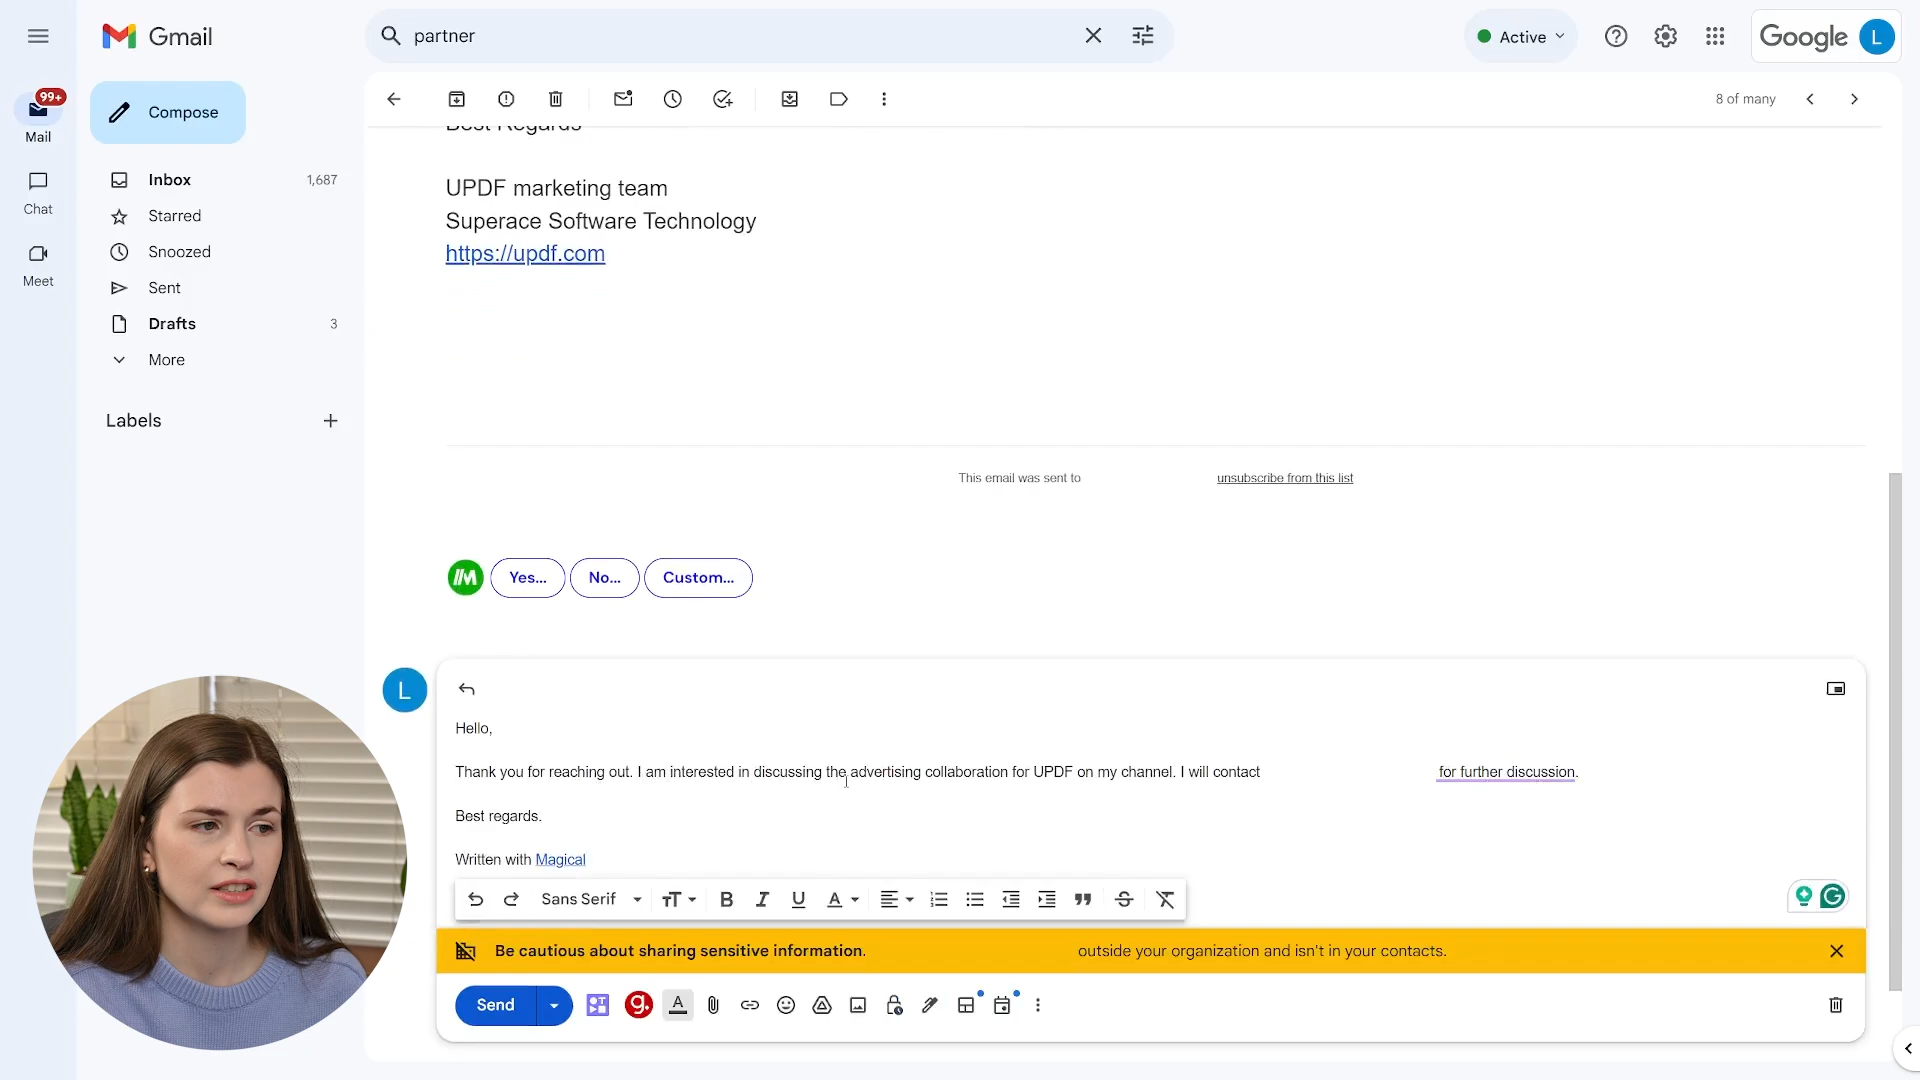 Gmail
partner
Active
Google
L
99+
Mail
Compose
8 of many
Best Regards
Inbox 1,687
Chat
Starred
UPDF marketing team
Superace Software Technology
https://updf.com
Snoozed
Meet
Sent
Drafts 3
More
Labels
This email was sent to unsubscribe from this list
Yes...
No...
Custom...
L
Hello,
Thank you for reaching out. I am interested in discussing the advertising collaboration for UPDF on my channel. I will contact for further discussion.
Best regards.
Written with Magical
Sans Serif
Be cautious about sharing sensitive information. outside your organization and isn't in your contacts.
Send